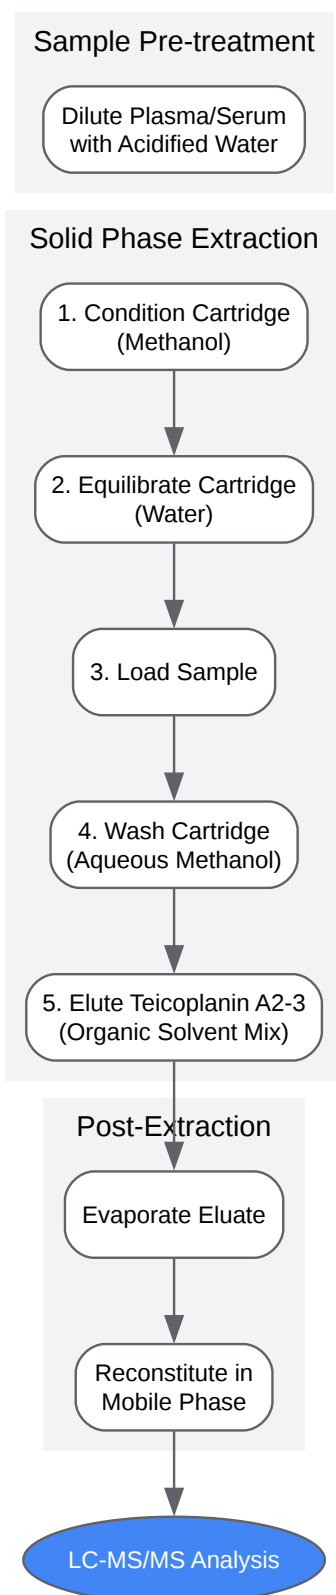 Sample Pre-treatment
Dilute Plasma/Serum
with Acidified Water
Solid Phase Extraction
1. Condition Cartridge
(Methanol)
2. Equilibrate Cartridge
(Water)
3. Load Sample
4. Wash Cartridge
(Aqueous Methanol)
5. Elute Teicoplanin A2-3
(Organic Solvent Mix)
Post-Extraction
Evaporate Eluate
Reconstitute in
Mobile Phase
LC-MS/MS Analysis